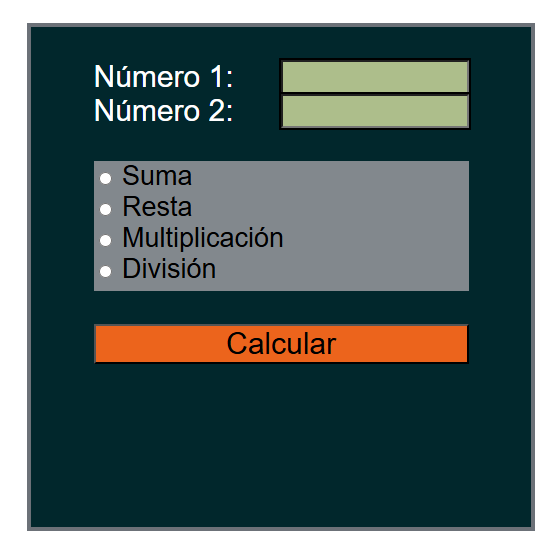 Número 1:
Número 2:
Suma
Resta
Multiplicación
División
Calcular